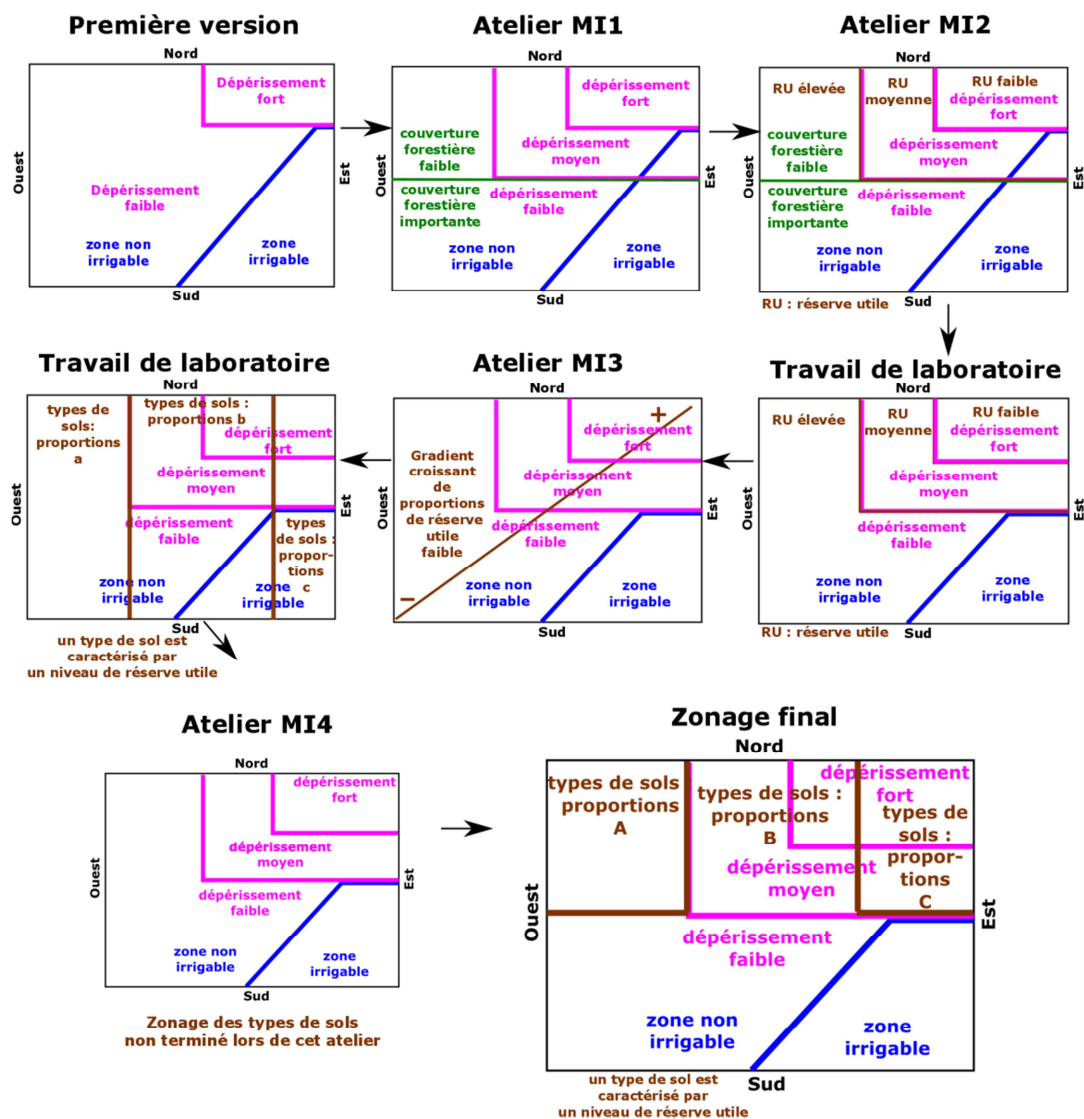 Première version
Nord
Dépérissement
fort
Ouest
Est
Dépérissement
faible
zone non
irrigable
zone
irrigable
Sud
Atelier MI1
Nord
dépérissement
fort
couverture
forestière
faible
dépérissement
moyen
Ouest
Est
couverture
forestière
importante
dépérissement
faible
zone non
irrigable
zone
irrigable
Sud
Atelier MI2
Nord
RU élevée
RU
moyenne
RU faible
dépérissement
fort
couverture
forestière
faible
dépérissement
moyen
Ouest
Est
couverture
forestière
importante
dépérissement
faible
zone non
irrigable
zone
irrigable
Sud
RU : réserve utile
Travail de laboratoire
Nord
types de
sols:
proportions
a
types de sols :
proportions b
dépérissement
fort
dépérissement
moyen
Ouest
Est
dépérissement
faible
types
de sols :
propor-
tions
c
zone non
irrigable
zone
irrigable
Sud
un type de sol est
caractérisé par
un niveau de réserve utile
Atelier MI3
Nord
+
dépérissement
fort
Gradient
croissant
de
proportions
de réserve
utile
faible
dépérissement
moyen
Ouest
Est
dépérissement
faible
zone non
irrigable
zone
irrigable
−
Sud
Travail de laboratoire
Nord
RU élevée
RU
moyenne
RU faible
dépérissement
fort
dépérissement
moyen
Ouest
Est
dépérissement
faible
zone non
irrigable
zone
irrigable
Sud
RU : réserve utile
Atelier MI4
Nord
dépérissement
fort
dépérissement
moyen
Ouest
Est
dépérissement
faible
zone non
irrigable
zone
irrigable
Sud
Zonage des types de sols
non terminé lors de cet atelier
Zonage final
Nord
types de sols
proportions
A
types de sols :
proportions
B
dépérissement
fort
types de
sols :
propor-
tions
C
dépérissement
moyen
Ouest
Est
dépérissement
faible
zone non
irrigable
zone
irrigable
Sud
un type de sol est
caractérisé par
un niveau de réserve utile